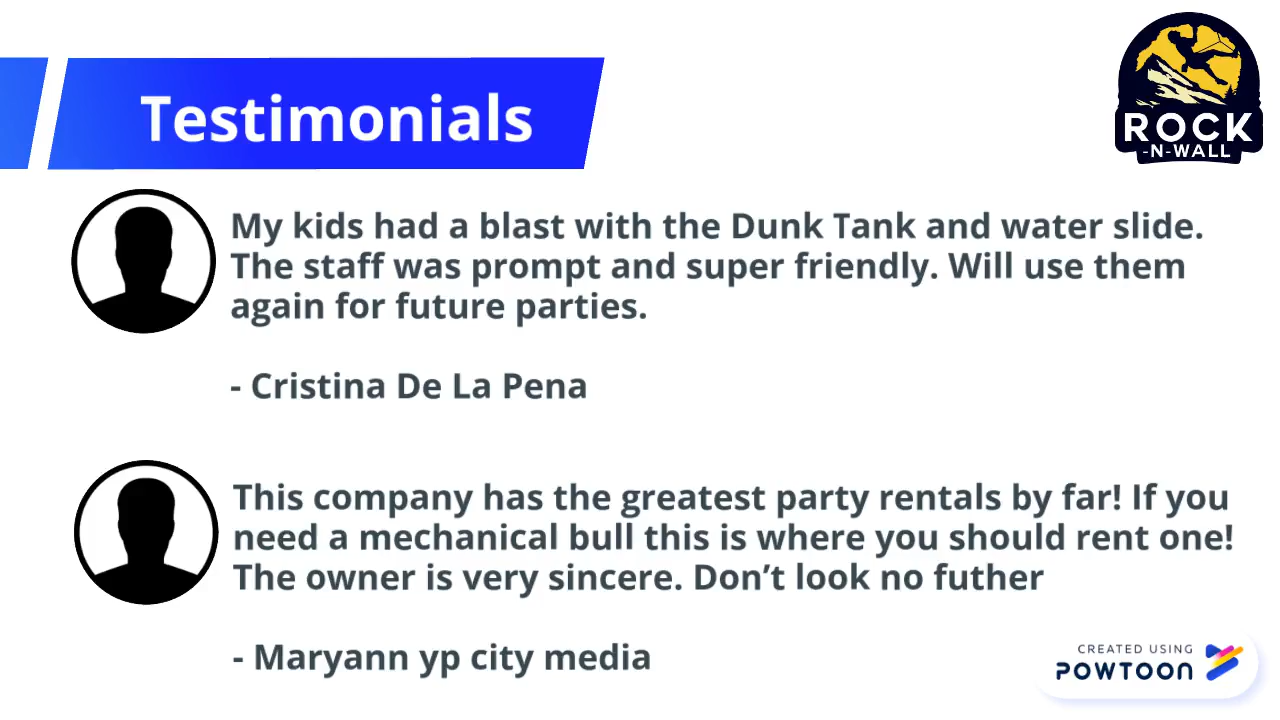 Testimonials
ROCK
-N-WALL
My kids had a blast with the Dunk Tank and water slide.
The staff was prompt and super friendly. Will use them
again for future parties.
- Cristina De La Pena
This company has the greatest party rentals by far! If you
need a mechanical bull this is where you should rent one!
The owner is very sincere. Don’t look no futher
- Maryann yp city media
CREATED USING
POWTOON